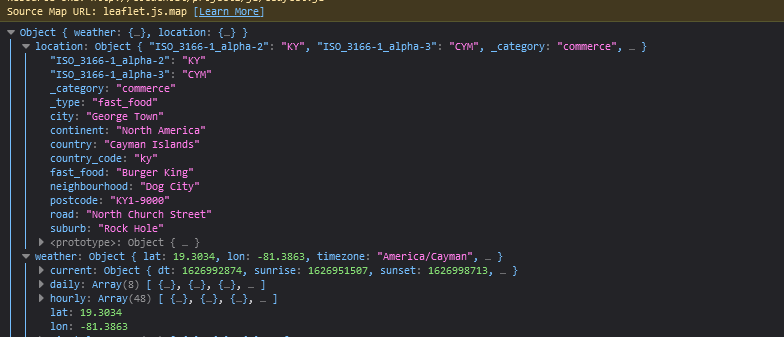 Source Map URL: leaflet.js.map [Learn More]
Object { weather: {…}, location: {…} }
location: Object { "ISO_3166-1_alpha-2": "KY", "ISO_3166-1_alpha-3": "CYM", _category: "commerce", … }
"ISO_3166-1_alpha-2": "KY"
"ISO_3166-1_alpha-3": "CYM"
_category: "commerce"
_type: "fast_food"
city: "George Town"
continent: "North America"
country: "Cayman Islands"
country_code: "ky"
fast_food: "Burger King"
neighbourhood: "Dog City"
postcode: "KY1-9000"
road: "North Church Street"
suburb: "Rock Hole"
<prototype>: Object { … }
weather: Object { lat: 19.3034, lon: -81.3863, timezone: "America/Cayman", … }
current: Object { dt: 1626992874, sunrise: 1626951507, sunset: 1626998713, … }
daily: Array(8) [ {…}, {…}, {…}, … ]
hourly: Array(48) [ {…}, {…}, {…}, … ]
lat: 19.3034
lon: -81.3863